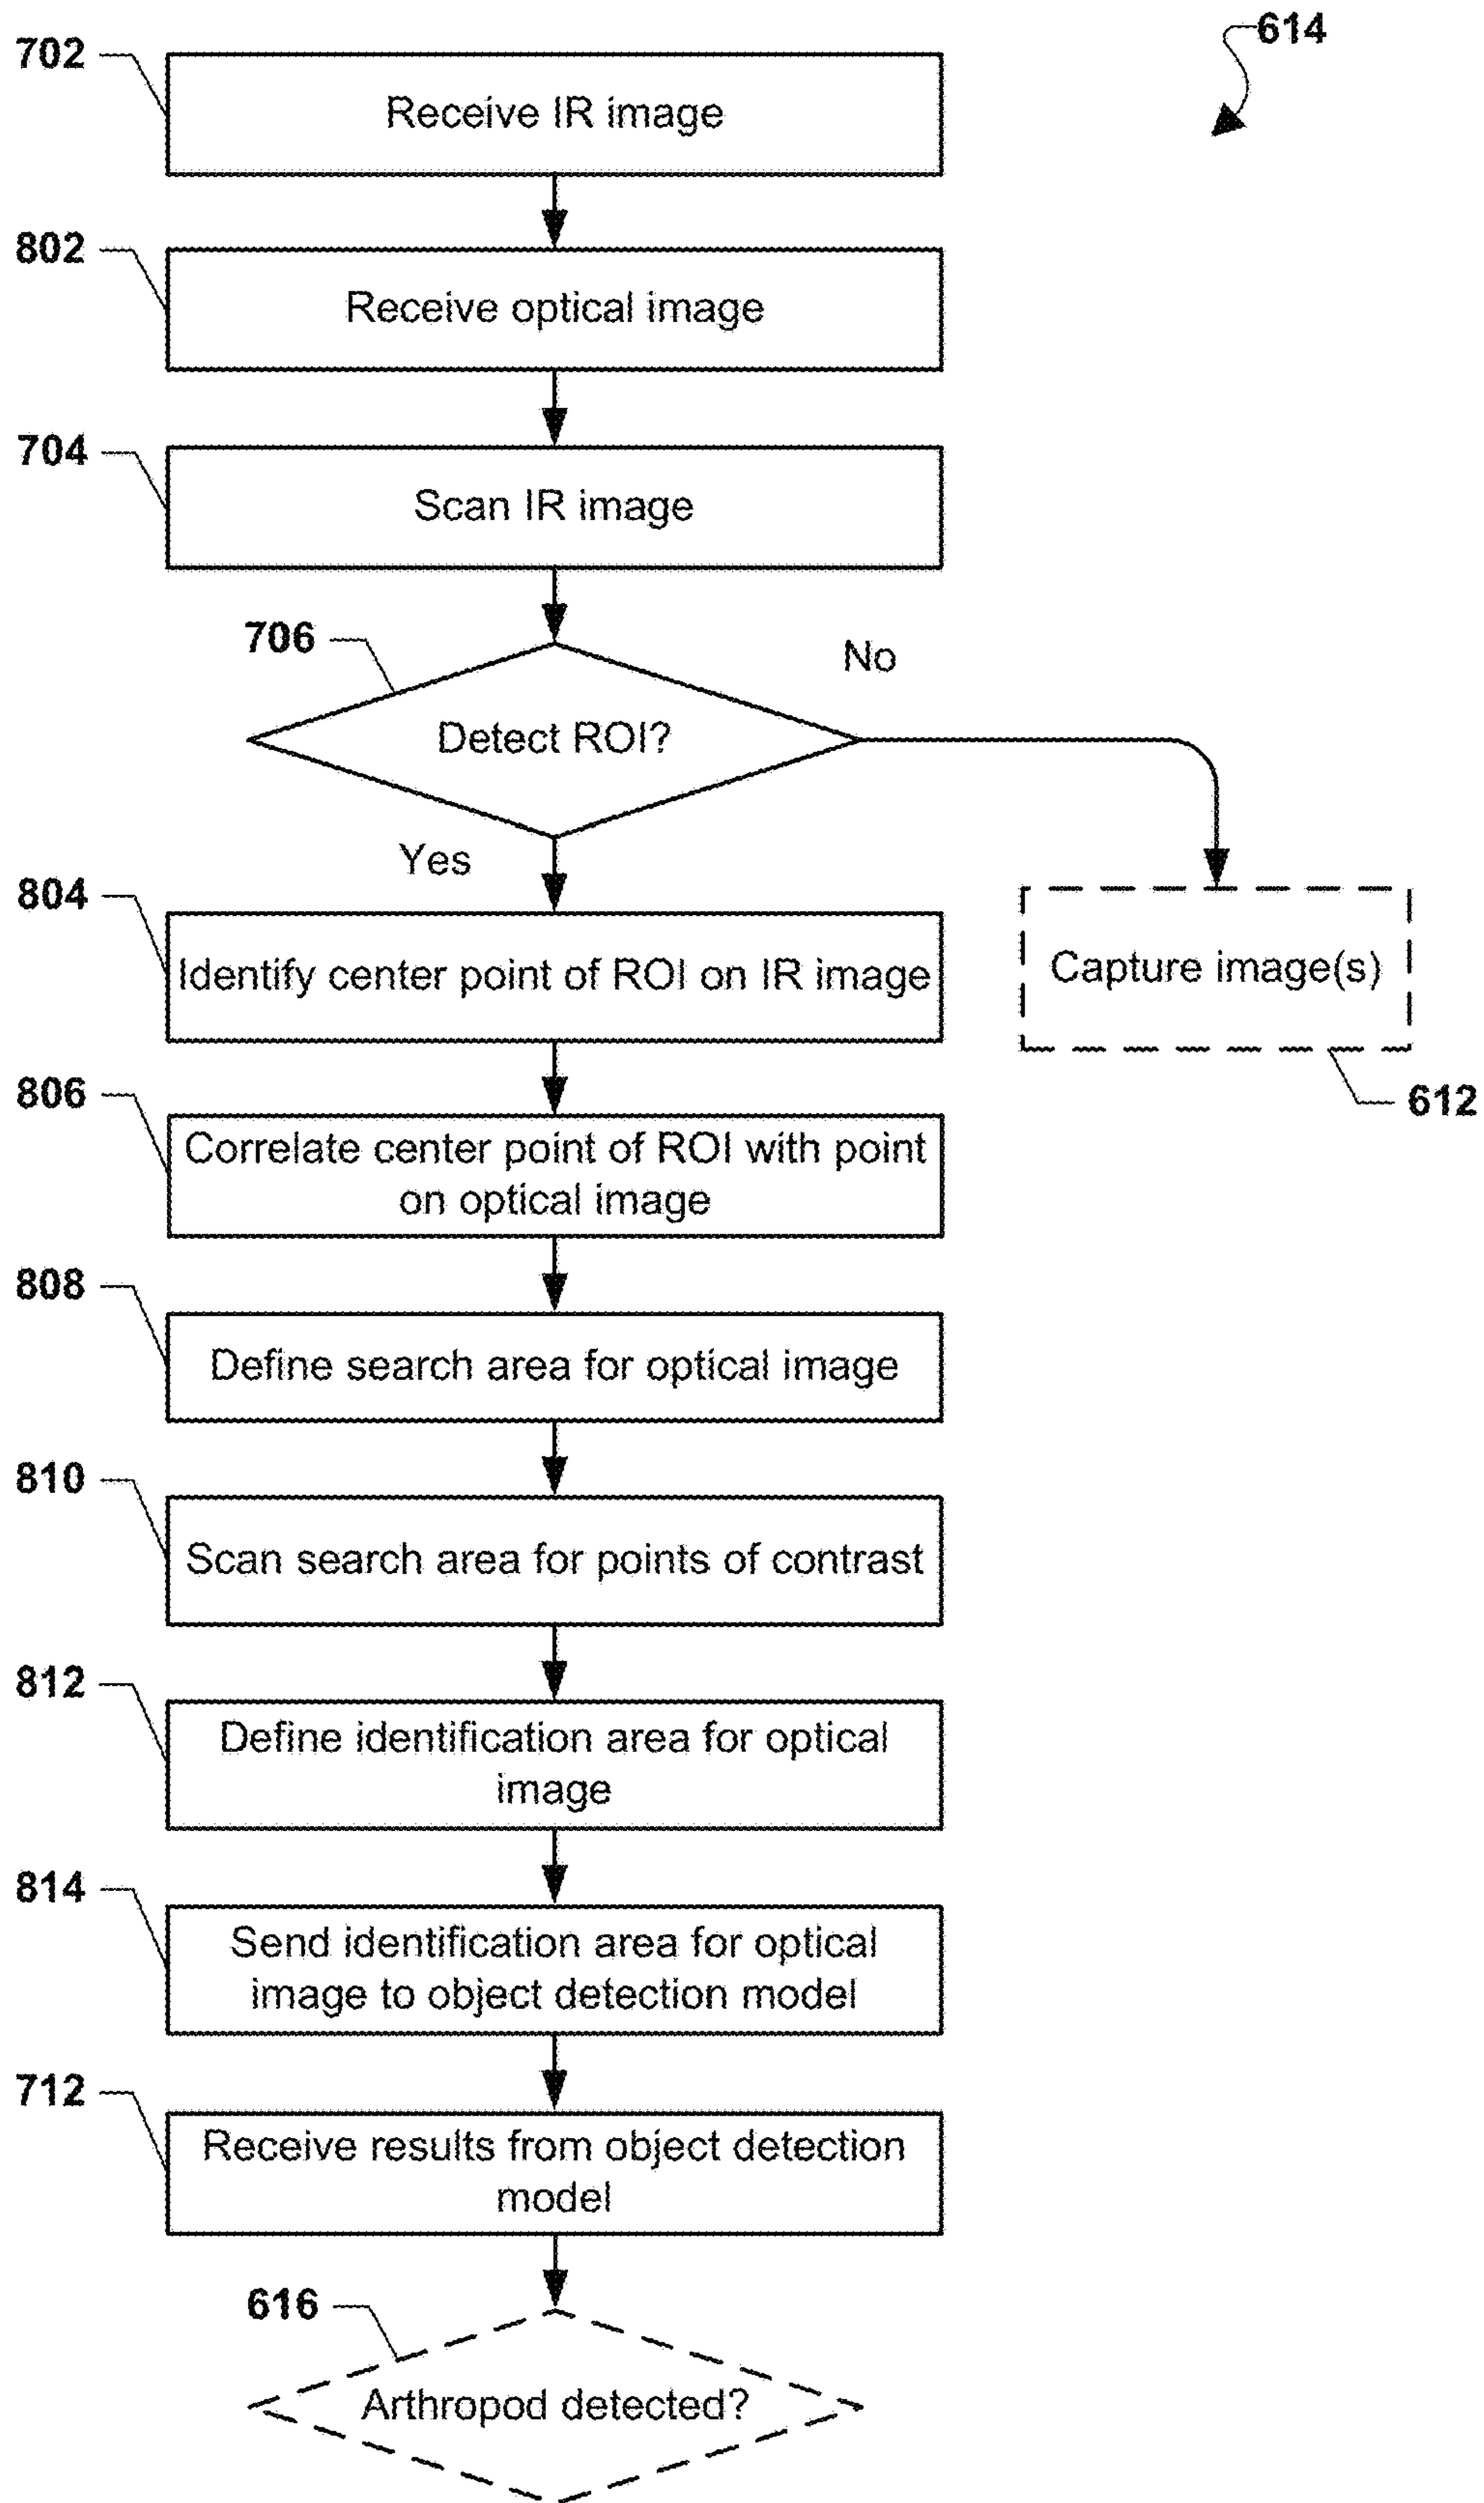 614
702
Receive IR image
802
Receive optical image
704
Scan IR image
706
No
Detect ROI?
Yes
804
Identify center point of ROI on IR image
Capture image(s)
612
806
Correlate center point of ROI with point
on optical image
808
Define search area for optical image
810
Scan search area for points of contrast
812
Define identification area for optical
image
814
Send identification area for optical
image to object detection model
712
Receive results from object detection
model
616
Arthropod detected?